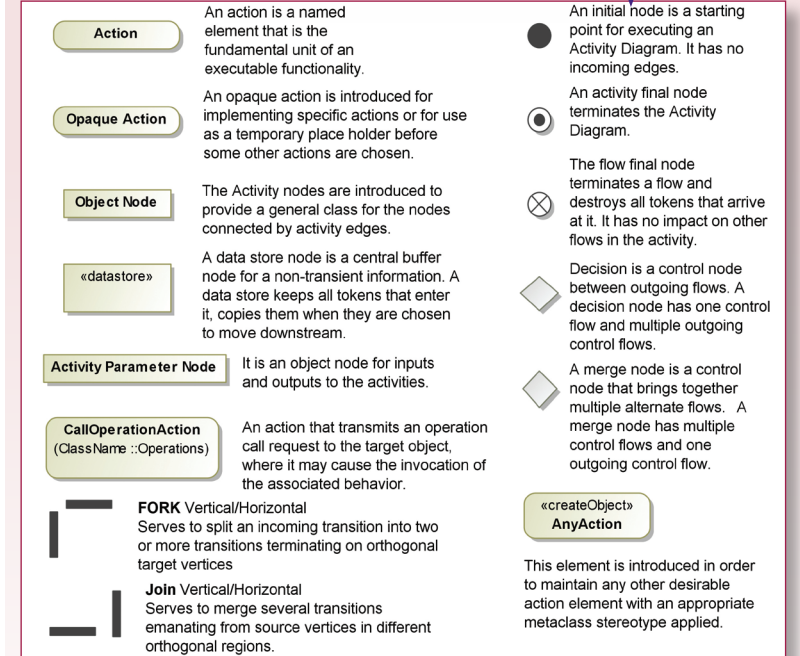 Action
An action is a named
element that is the
fundamental unit of an
executable functionality.
Opaque Action
An opaque action is introduced for
implementing specific actions or for use
as a temporary place holder before
some other actions are chosen.
Object Node
The Activity nodes are introduced to
provide a general class for the nodes
connected by activity edges.
«datastore»
A data store node is a central buffer
node for a non-transient information. A
data store keeps all tokens that enter
it, copies them when they are chosen
to move downstream.
Activity Parameter Node
It is an object node for inputs
and outputs to the activities.
CallOperationAction
(ClassName ::Operations)
An action that transmits an operation
call request to the target object,
where it may cause the invocation of
the associated behavior.
FORK Vertical/Horizontal
Serves to split an incoming transition into two
or more transitions terminating on orthogonal
target vertices
Join Vertical/Horizontal
Serves to merge several transitions
emanating from source vertices in different
orthogonal regions.
An initial node is a starting
point for executing an
Activity Diagram. It has no
incoming edges.
An activity final node
terminates the Activity
Diagram.
The flow final node
terminates a flow and
destroys all tokens that arrive
at it. It has no impact on other
flows in the activity.
Decision is a control node
between outgoing flows. A
decision node has one control
flow and multiple outgoing
control flows.
A merge node is a control
node that brings together
multiple alternate flows. A
merge node has multiple
control flows and one
outgoing control flow.
«createObject»
AnyAction
This element is introduced in order
to maintain any other desirable
action element with an appropriate
metaclass stereotype applied.